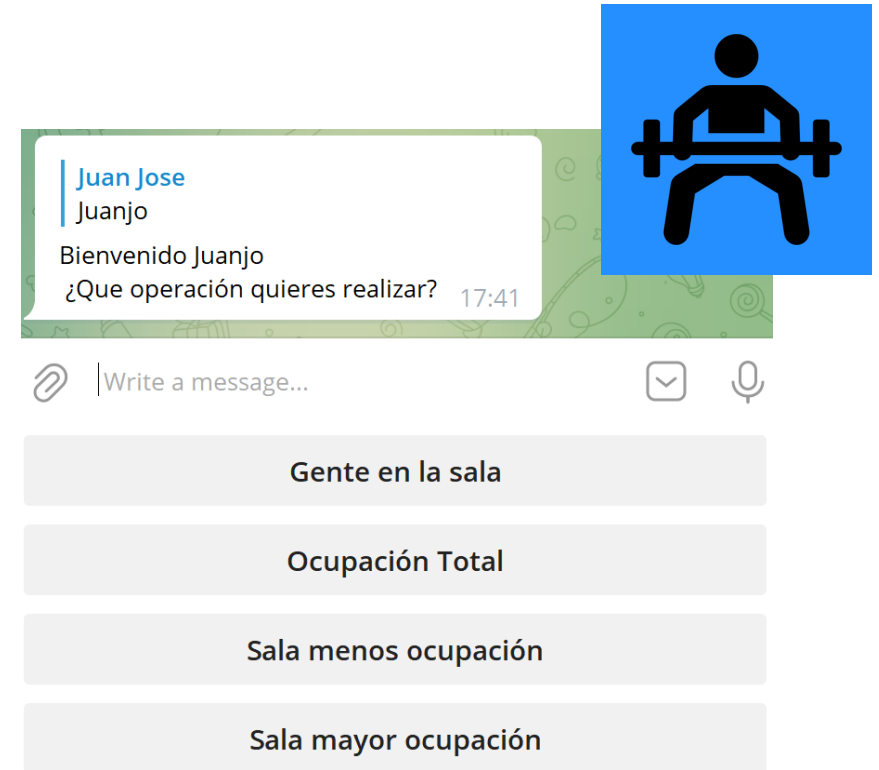 Juan Jose
Juanjo
Bienvenido Juanjo
¿Que operación quieres realizar?
17:41
Write a message...
Gente en la sala
Ocupación Total
Sala menos ocupación
Sala mayor ocupación